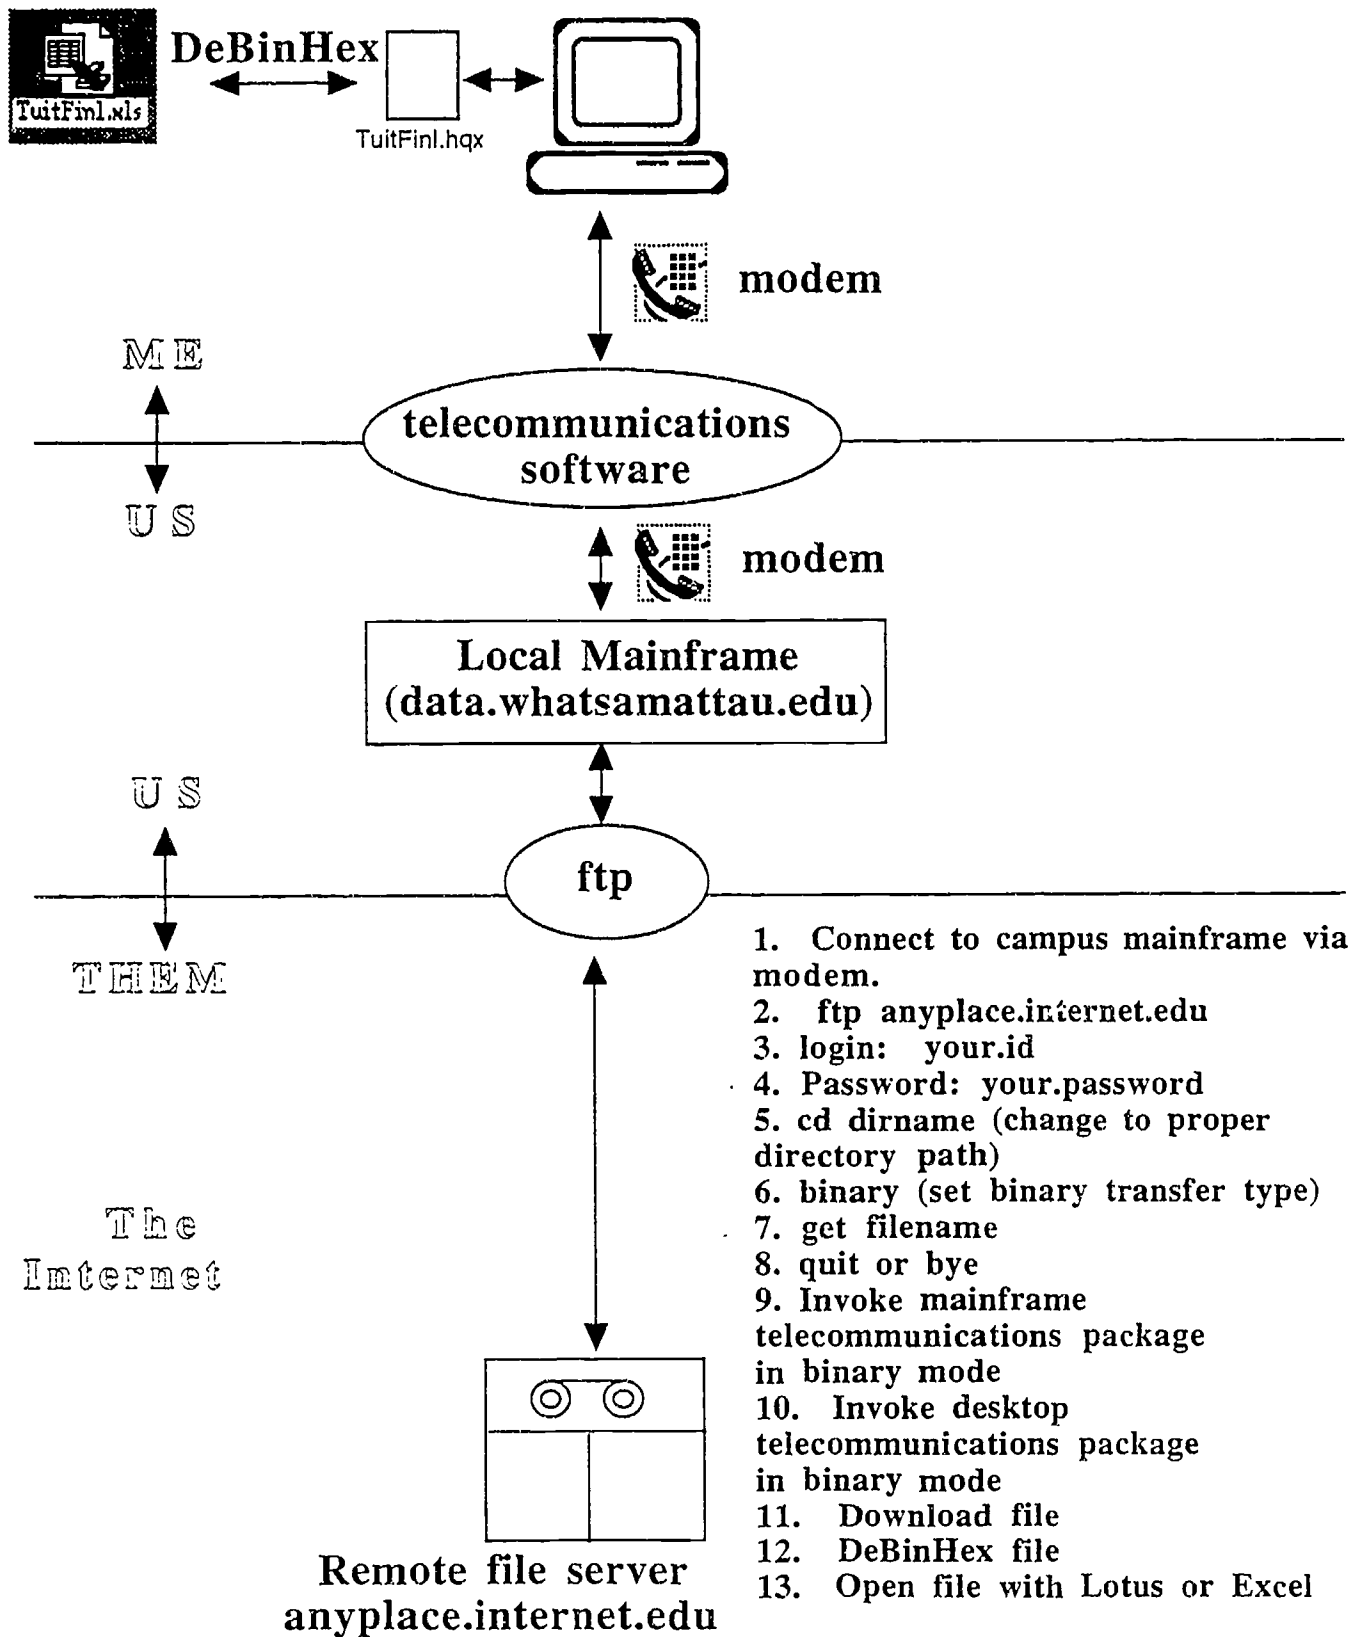 DeBinHex
TuitFinl.xls
TuitFinl.hqx
modem
ME
telecommunications
software
US
modem
Local Mainframe
(data.whatsamattau.edu)
US
ftp
THEM
1. Connect to campus mainframe via
modem.
2. ftp anyplace.internet.edu
3. login: your.id
4. Password: your.password
5. cd dirname (change to proper
directory path)
6. binary (set binary transfer type)
7. get filename
8. quit or bye
9. Invoke mainframe
telecommunications package
in binary mode
10. Invoke desktop
telecommunications package
in binary mode
11. Download file
12. DeBinHex file
13. Open file with Lotus or Excel
The
Internet
Remote file server
anyplace.internet.edu